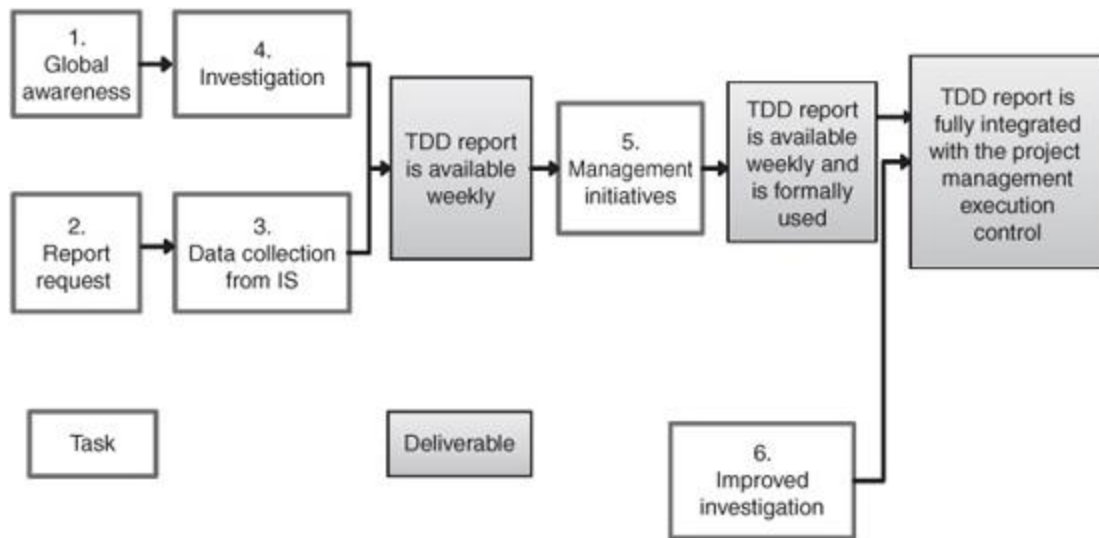 1.
Global
awareness
4.
Investigation
2.
Report
request
3.
Data collection
from IS
TDD report
is available
weekly
5.
Management
initiatives
TDD report
is available
weekly and
is formally
used
TDD report is
fully integrated
with the project
management
execution
control
Task
Deliverable
6.
Improved
investigation